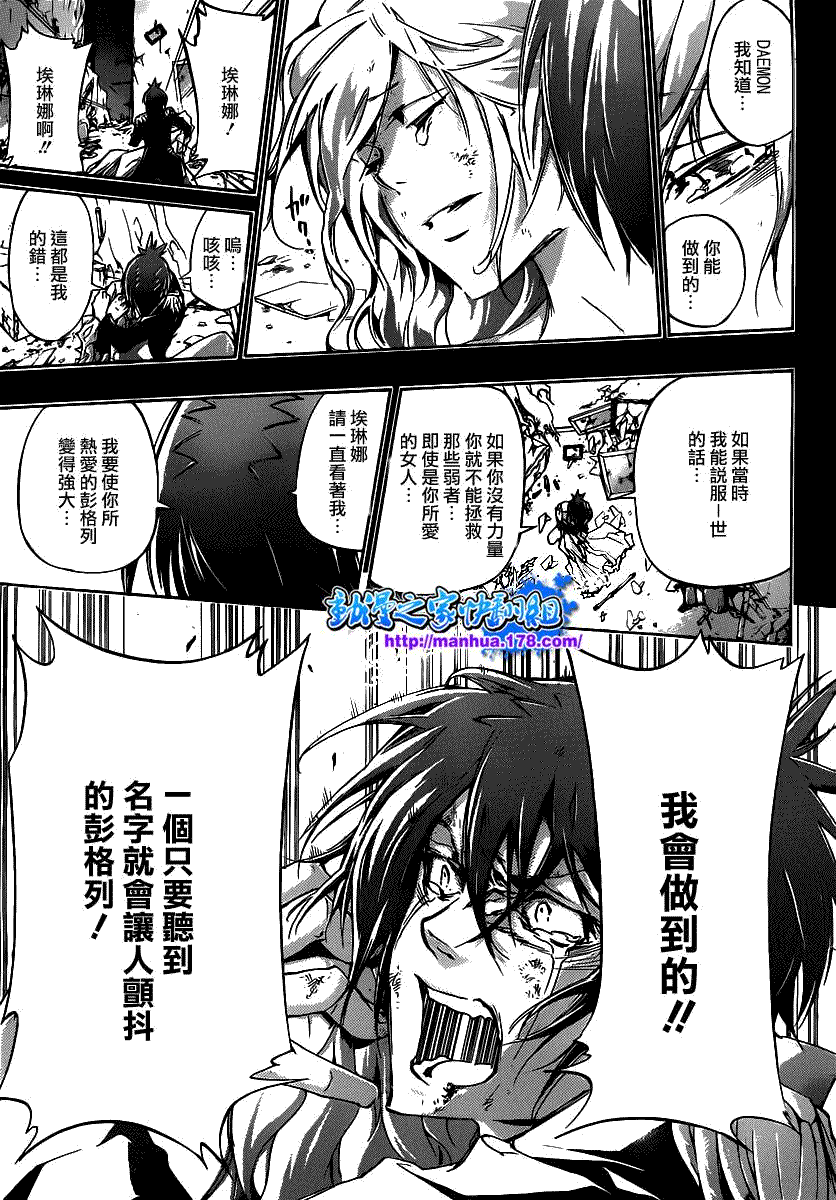 DAEMON
我知道…
你能
做到的…
ガク…
埃琳娜!!
埃琳娜啊!!
嗚…
咳咳…
這都是我
的錯…
如果當時
我能説服一世
的話…
如果你沒有力量
你就不能拯救
那些弱者…
即使是你所愛
的女人…
埃琳娜
請一直看著我…
我要使你所
熱愛的彭格列
變得強大…
動漫之家快翻組
http://manhua.178.com/
我會做到的!!
一個只要聽到
名字就會讓人顫抖
的彭格列!